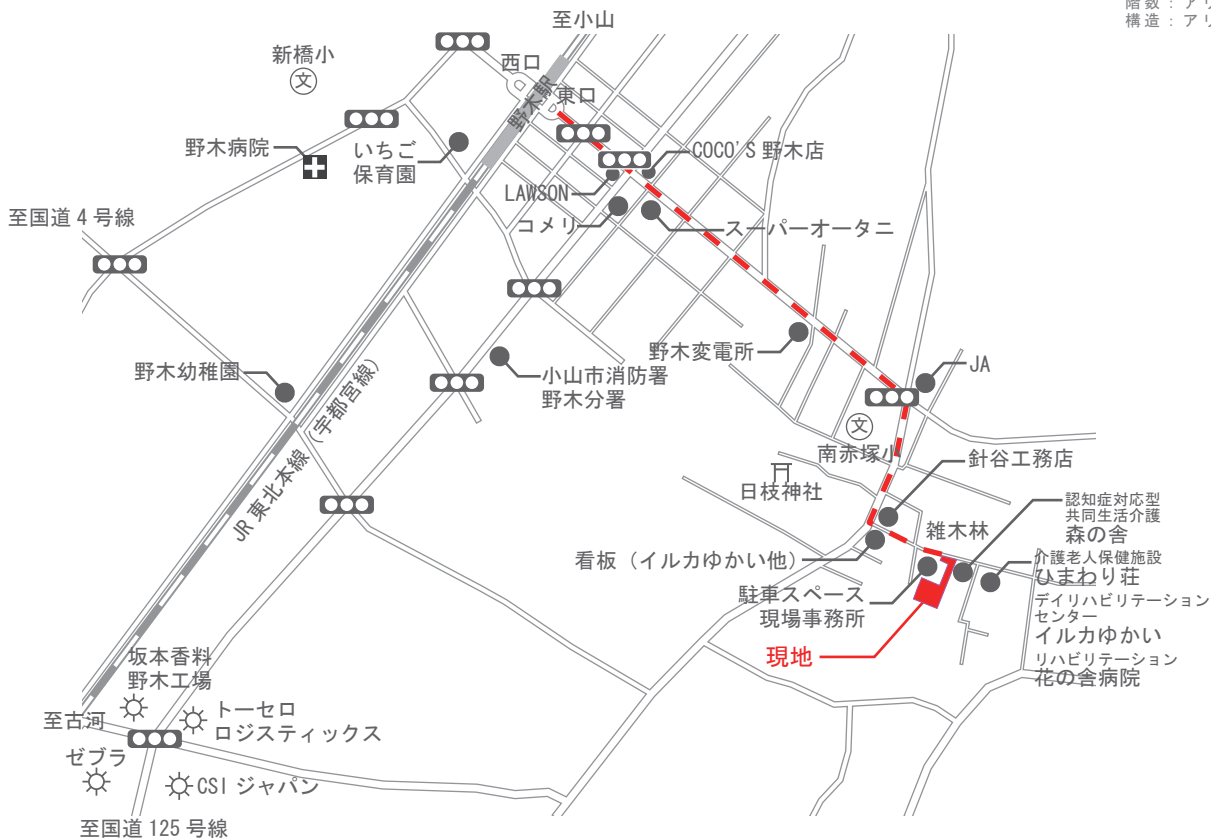 階数：アリ
構造：アリ
至小山
新橋小
文
西口
野木駅
東口
野木病院
いちご
保育園
COCO'S 野木店
LAWSON
コメリ
スーパーオータニ
至国道 4 号線
野木変電所
小山市消防署
野木分署
JA
野木幼稚園
JR 東北本線（宇都宮線）
文
南赤塚小
針谷工務店
日枝神社
認知症対応型
共同生活介護
森の舎
雑木林
看板（イルカゆかい他）
介護老人保健施設
ひまわり荘
駐車スペース
現場事務所
デイリハビリテーション
センター
イルカゆかい
現地
リハビリテーション
花の舎病院
坂本香料
野木工場
至古河
トーセロ
ロジスティックス
ゼブラ
CSI ジャパン
至国道 125 号線